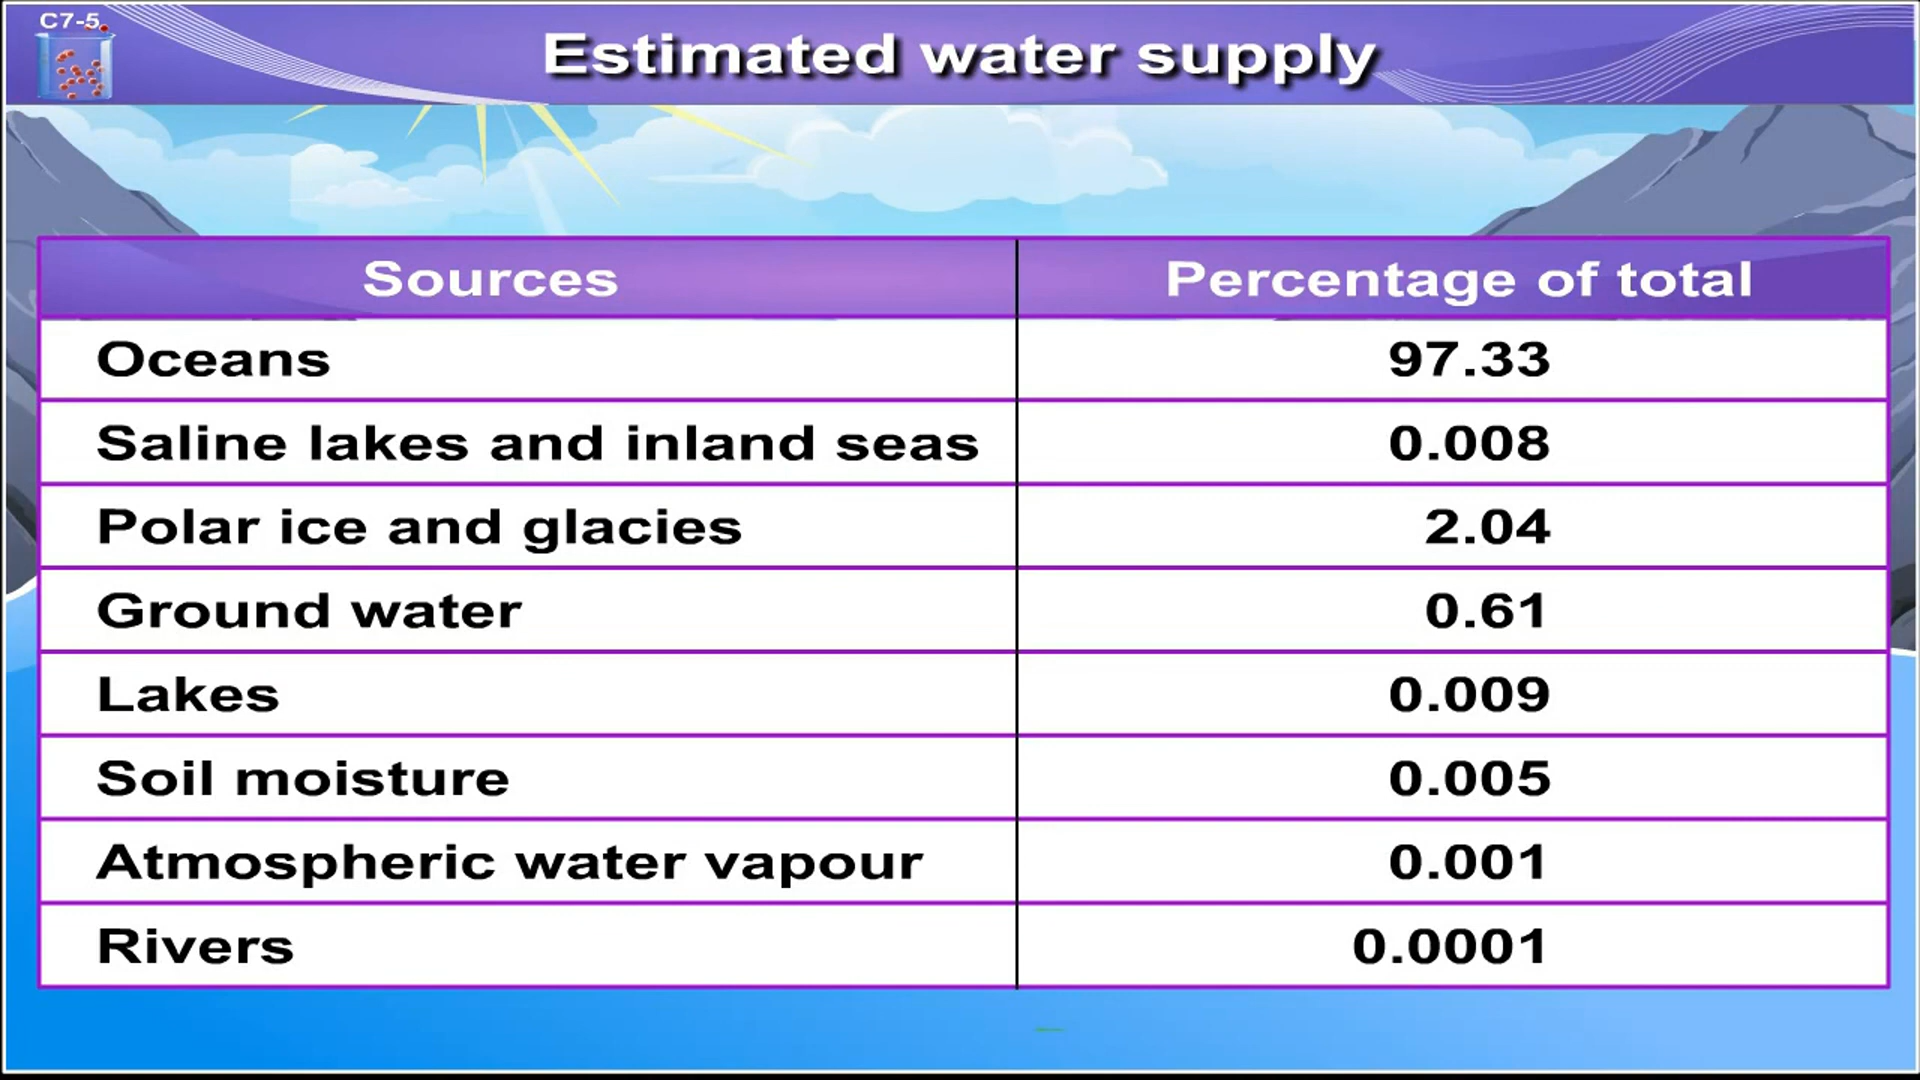 C7-5
Estimated water supply
Sources Percentage of total
Oceans 97.33
Saline lakes and inland seas 0.008
Polar ice and glacies 2.04
Ground water 0.61
Lakes 0.009
Soil moisture 0.005
Atmospheric water vapour 0.001
Rivers 0.0001